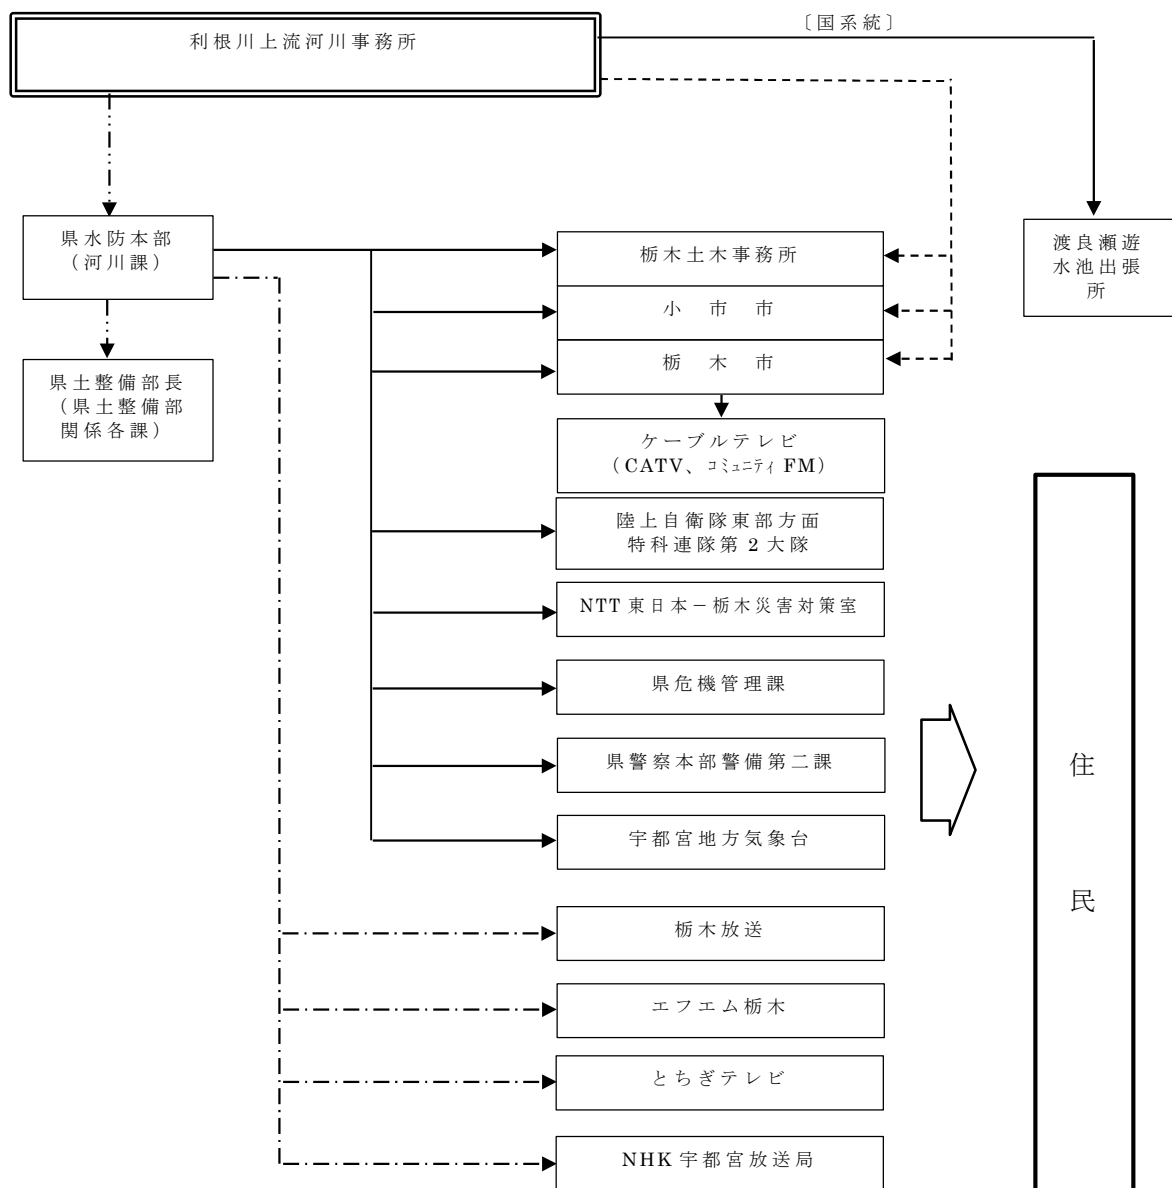 利根川上流河川事務所
〔国系統〕
県水防本部
(河川課)
栃木土木事務所
小市市
栃木市
渡良瀬遊
水池出張
所
県土整備部長
(県土整備部
関係各課)
ケーブルテレビ
(CATV、コミュニティFM)
陸上自衛隊東部方面
特科連隊第2大隊
NTT東日本－栃木災害対策室
県危機管理課
県警察本部警備第二課
宇都宮地方気象台
住
民
栃木放送
エフエム栃木
とちぎテレビ
NHK宇都宮放送局